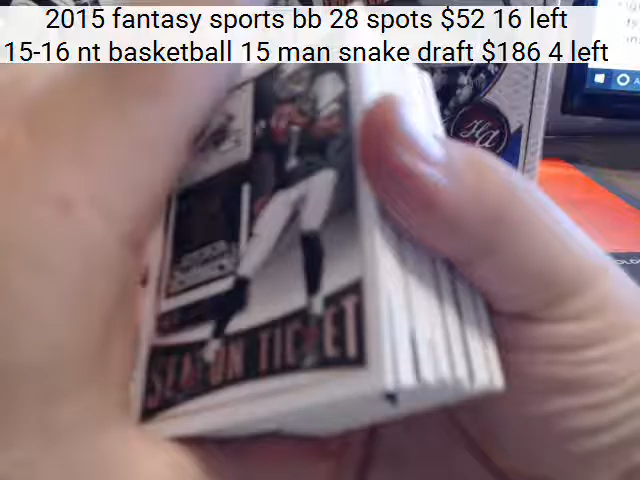 2015 fantasy sports bb 28 spots $52 16 left
15-16 nt basketball 15 man snake draft $186 4 left
SEASON TICKET